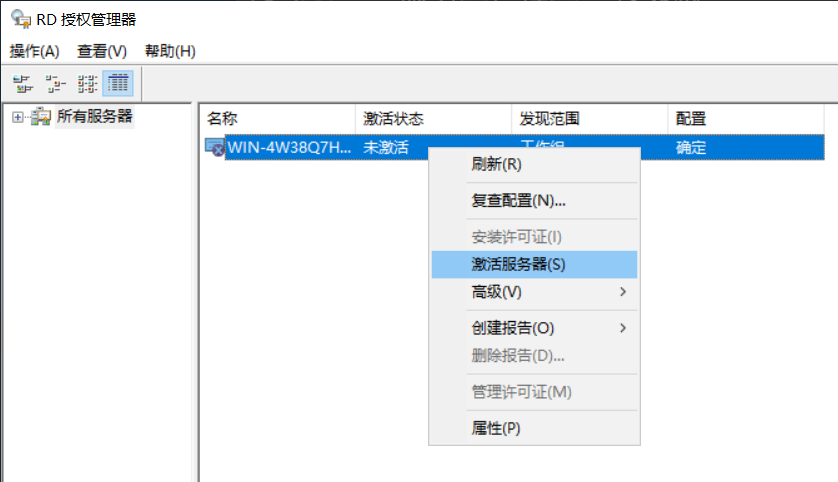 RD 授权管理器
操作(A) 查看(V) 帮助(H)
所有服务器
名称 激活状态 发现范围 配置
WIN-4W38Q7H... 未激活 工作组 确定
刷新(R)
复查配置(N)...
安装许可证(I)
激活服务器(S)
高级(V)
创建报告(O)
删除报告(D)...
管理许可证(M)
属性(P)